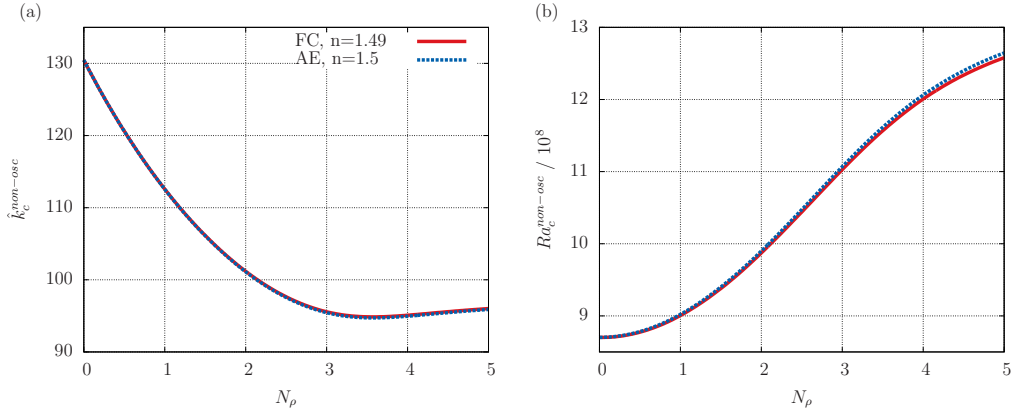 (a)
FC, n=1.49
AE, n=1.5
130
120
110
100
90
0 1 2 3 4 5
k̂_c^{non−osc}
N_ρ
(b)
13
12
11
10
9
8
0 1 2 3 4 5
Ra_c^{non−osc} / 10^8
N_ρ